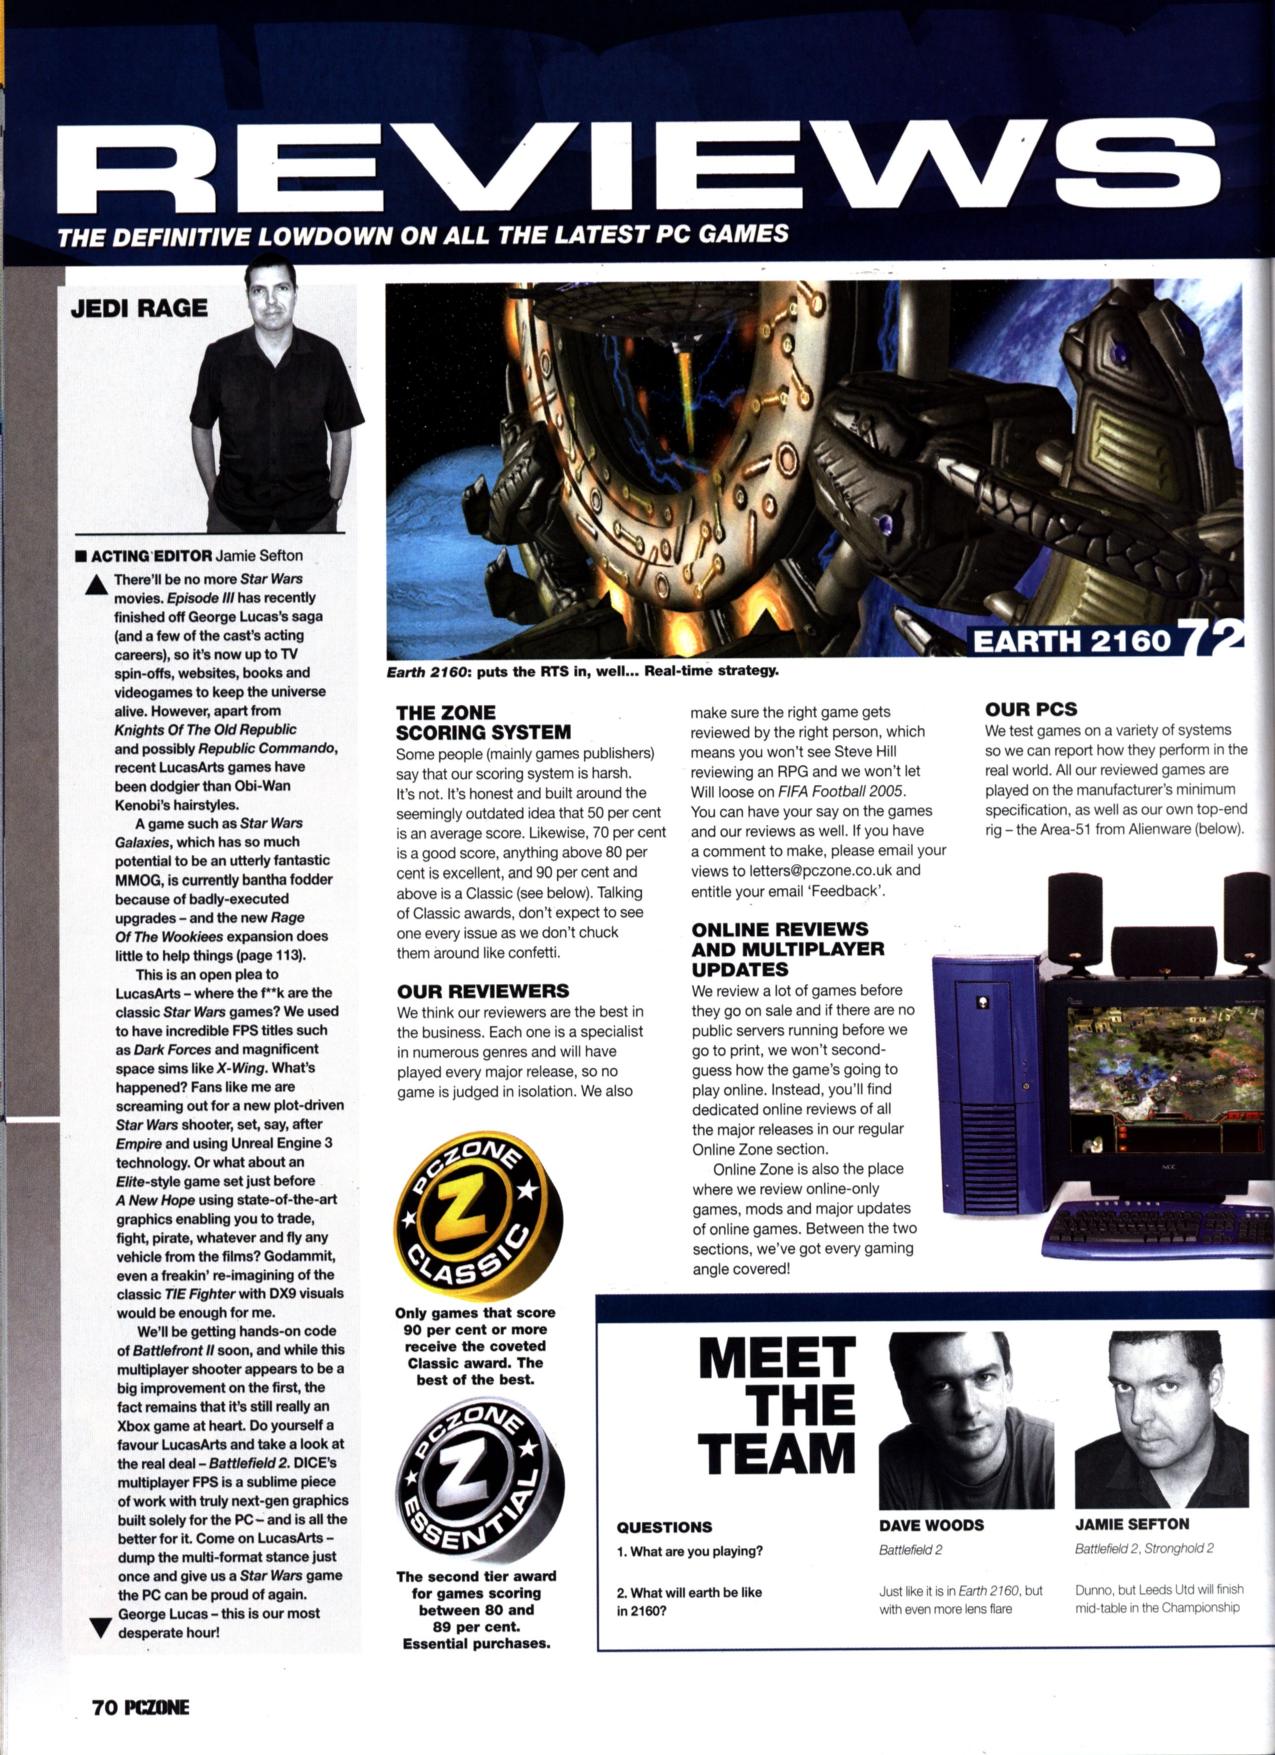 REVIEWS
THE DEFINITIVE LOWDOWN ON ALL THE LATEST PC GAMES
JEDI RAGE
■ ACTING EDITOR Jamie Sefton
▲ There'll be no more Star Wars
movies. Episode III has recently
finished off George Lucas's saga
(and a few of the cast's acting
careers), so it's now up to TV
spin-offs, websites, books and
videogames to keep the universe
alive. However, apart from
Knights Of The Old Republic
and possibly Republic Commando,
recent LucasArts games have
been dodgier than Obi-Wan
Kenobi's hairstyles.
A game such as Star Wars
Galaxies, which has so much
potential to be an utterly fantastic
MMOG, is currently bantha fodder
because of badly-executed
upgrades – and the new Rage
Of The Wookiees expansion does
little to help things (page 113).
This is an open plea to
LucasArts – where the f**k are the
classic Star Wars games? We used
to have incredible FPS titles such
as Dark Forces and magnificent
space sims like X-Wing. What's
happened? Fans like me are
screaming out for a new plot-driven
Star Wars shooter, set, say, after
Empire and using Unreal Engine 3
technology. Or what about an
Elite-style game set just before
A New Hope using state-of-the-art
graphics enabling you to trade,
fight, pirate, whatever and fly any
vehicle from the films? Godammit,
even a freakin' re-imagining of the
classic TIE Fighter with DX9 visuals
would be enough for me.
We'll be getting hands-on code
of Battlefront II soon, and while this
multiplayer shooter appears to be a
big improvement on the first, the
fact remains that it's still really an
Xbox game at heart. Do yourself a
favour LucasArts and take a look at
the real deal – Battlefield 2. DICE's
multiplayer FPS is a sublime piece
of work with truly next-gen graphics
built solely for the PC – and is all the
better for it. Come on LucasArts –
dump the multi-format stance just
once and give us a Star Wars game
the PC can be proud of again.
George Lucas – this is our most
▼ desperate hour!
EARTH 2160 72
Earth 2160: puts the RTS in, well... Real-time strategy.
THE ZONE
SCORING SYSTEM
Some people (mainly games publishers)
say that our scoring system is harsh.
It's not. It's honest and built around the
seemingly outdated idea that 50 per cent
is an average score. Likewise, 70 per cent
is a good score, anything above 80 per
cent is excellent, and 90 per cent and
above is a Classic (see below). Talking
of Classic awards, don't expect to see
one every issue as we don't chuck
them around like confetti.
OUR REVIEWERS
We think our reviewers are the best in
the business. Each one is a specialist
in numerous genres and will have
played every major release, so no
game is judged in isolation. We also
make sure the right game gets
reviewed by the right person, which
means you won't see Steve Hill
reviewing an RPG and we won't let
Will loose on FIFA Football 2005.
You can have your say on the games
and our reviews as well. If you have
a comment to make, please email your
views to letters@pczone.co.uk and
entitle your email 'Feedback'.
ONLINE REVIEWS
AND MULTIPLAYER
UPDATES
We review a lot of games before
they go on sale and if there are no
public servers running before we
go to print, we won't second-
guess how the game's going to
play online. Instead, you'll find
dedicated online reviews of all
the major releases in our regular
Online Zone section.
Online Zone is also the place
where we review online-only
games, mods and major updates
of online games. Between the two
sections, we've got every gaming
angle covered!
OUR PCS
We test games on a variety of systems
so we can report how they perform in the
real world. All our reviewed games are
played on the manufacturer's minimum
specification, as well as our own top-end
rig – the Area-51 from Alienware (below).
NEC
PCZONE
Z
CLASSIC
Only games that score
90 per cent or more
receive the coveted
Classic award. The
best of the best.
PCZONE
Z
ESSENTIAL
The second tier award
for games scoring
between 80 and
89 per cent.
Essential purchases.
MEET
THE
TEAM
QUESTIONS
1. What are you playing?
2. What will earth be like
in 2160?
DAVE WOODS
Battlefield 2
Just like it is in Earth 2160, but
with even more lens flare
JAMIE SEFTON
Battlefield 2, Stronghold 2
Dunno, but Leeds Utd will finish
mid-table in the Championship
70 PCZONE